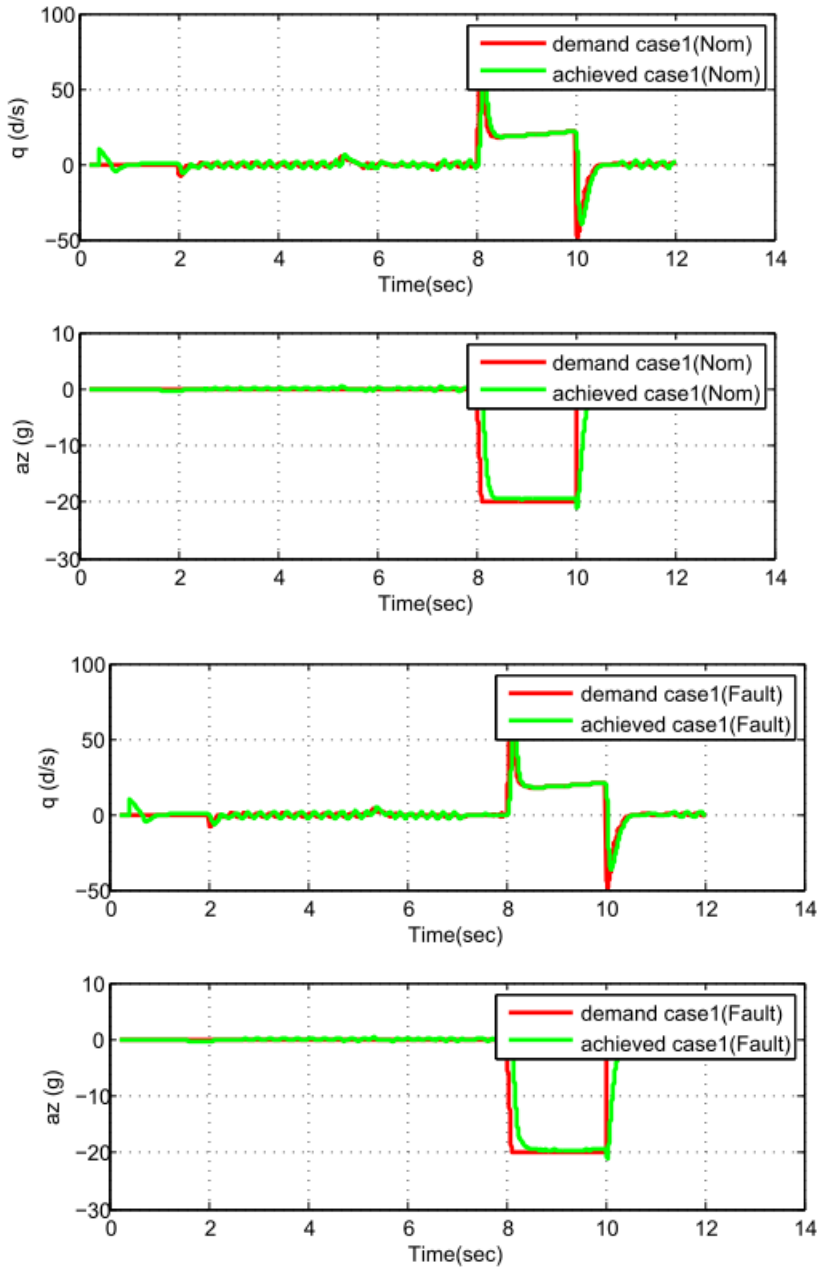 100
50
0
−50
q (d/s)
demand case1(Nom)
achieved case1(Nom)
0 2 4 6 8 10 12 14
Time(sec)
10
0
−10
−20
−30
az (g)
demand case1(Nom)
achieved case1(Nom)
0 2 4 6 8 10 12 14
Time(sec)
100
50
0
−50
q (d/s)
demand case1(Fault)
achieved case1(Fault)
0 2 4 6 8 10 12 14
Time(sec)
10
0
−10
−20
−30
az (g)
demand case1(Fault)
achieved case1(Fault)
0 2 4 6 8 10 12 14
Time(sec)